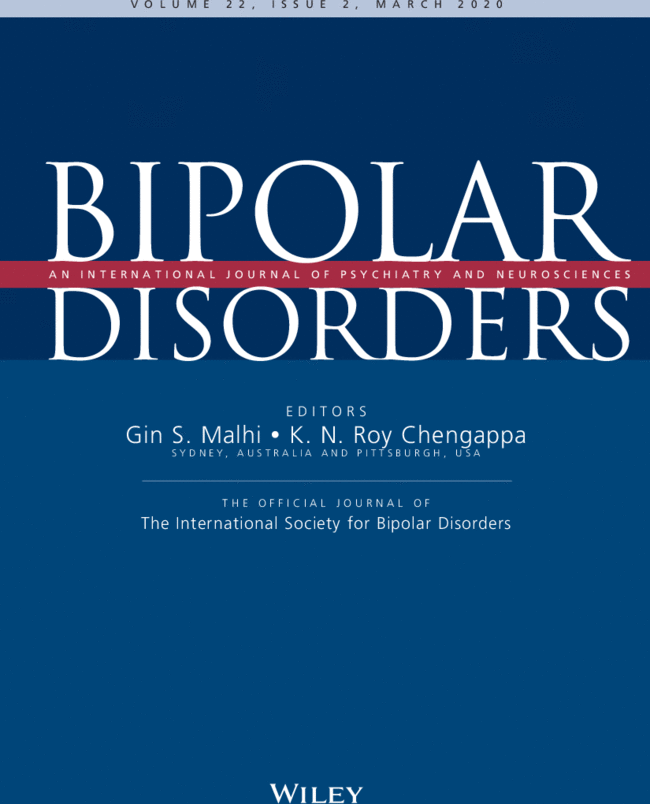 VOLUME 22, ISSUE 2, MARCH 2020
BIPOLAR
AN INTERNATIONAL JOURNAL OF PSYCHIATRY AND NEUROSCIENCES
DISORDERS
EDITORS
Gin S. Malhi • K. N. Roy Chengappa
SYDNEY, AUSTRALIA AND PITTSBURGH, USA
THE OFFICIAL JOURNAL OF
The International Society for Bipolar Disorders
WILEY